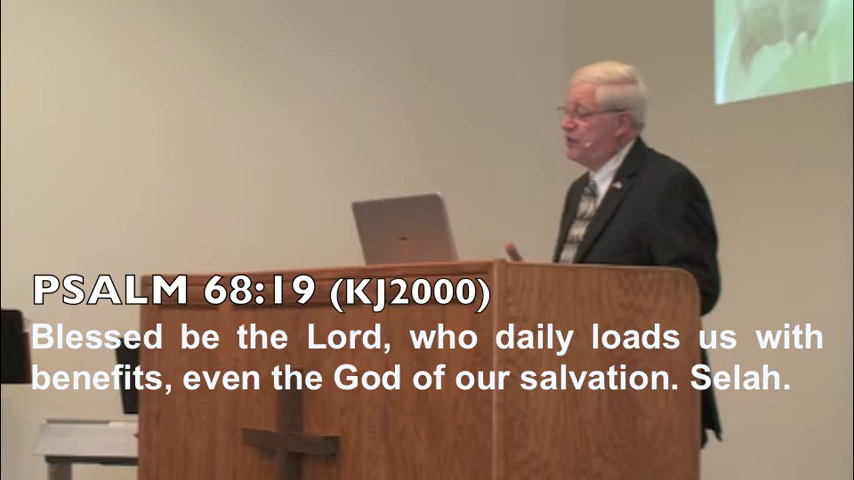 PSALM 68:19 (KJ2000)
Blessed be the Lord, who daily loads us with
benefits, even the God of our salvation. Selah.